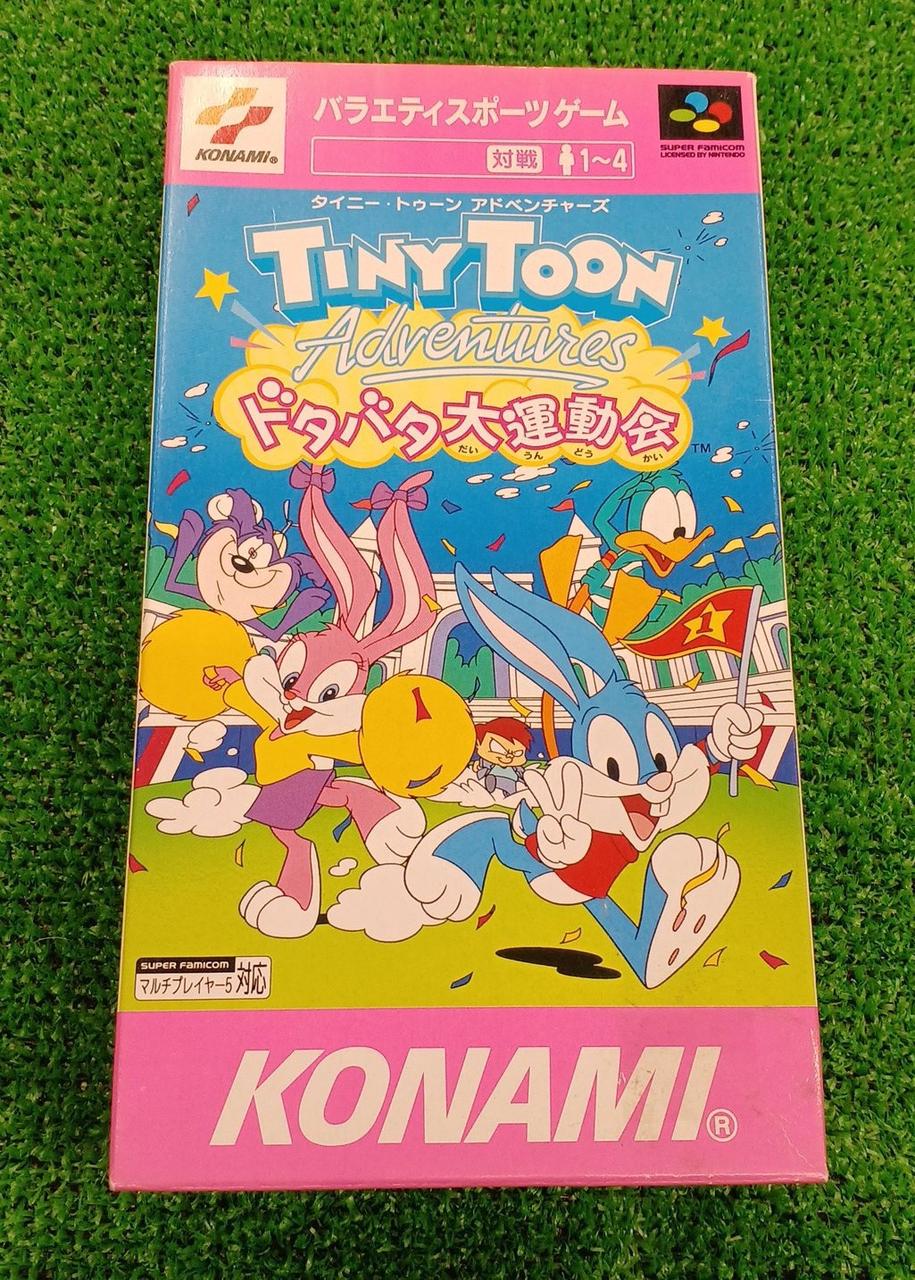 KONAMI®
バラエティスポーツゲーム
対戦 1〜4
SUPER FAMICOM
LICENSED BY NINTENDO
タイニー・トゥーン アドベンチャーズ
TINY TOON
Adventures
ドタバタ大運動会 TM
だい うん どう かい
1
SUPER FAMICOM
マルチプレイヤー5 対応
KONAMI®